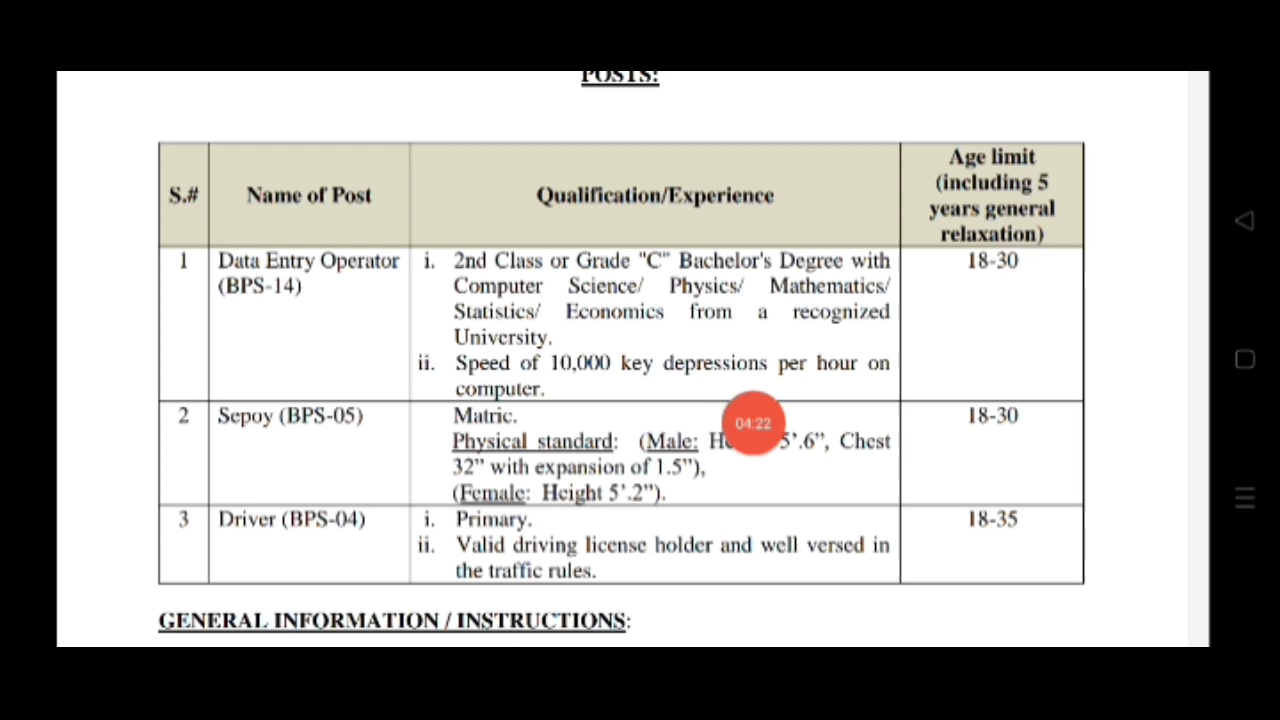 POSTS:
S.#
Name of Post
Qualification/Experience
Age limit
(including 5
years general
relaxation)
1
Data Entry Operator
(BPS-14)
i. 2nd Class or Grade "C" Bachelor's Degree with
Computer Science/ Physics/ Mathematics/
Statistics/ Economics from a recognized
University.
ii. Speed of 10,000 key depressions per hour on
computer.
18-30
2
Sepoy (BPS-05)
Matric.
Physical standard: (Male: 5’.6”, Chest
32” with expansion of 1.5”),
(Female: Height 5’.2”).
18-30
04:22
3
Driver (BPS-04)
i. Primary.
ii. Valid driving license holder and well versed in
the traffic rules.
18-35
GENERAL INFORMATION / INSTRUCTIONS: